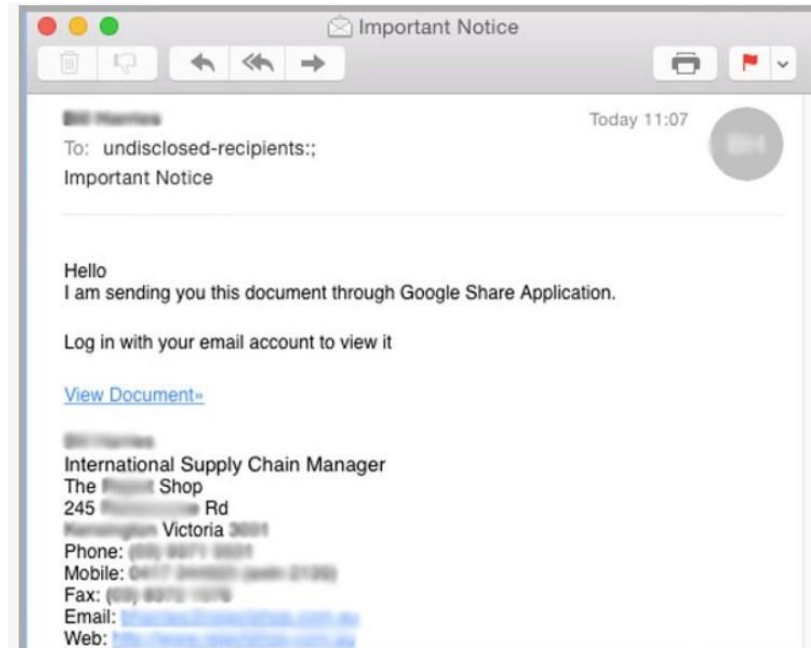 Important Notice
Today 11:07
To: undisclosed-recipients:;
Important Notice
Hello
I am sending you this document through Google Share Application.
Log in with your email account to view it
View Document»
International Supply Chain Manager
The Shop
245 Rd
Victoria
Phone:
Mobile:
Fax:
Email:
Web: